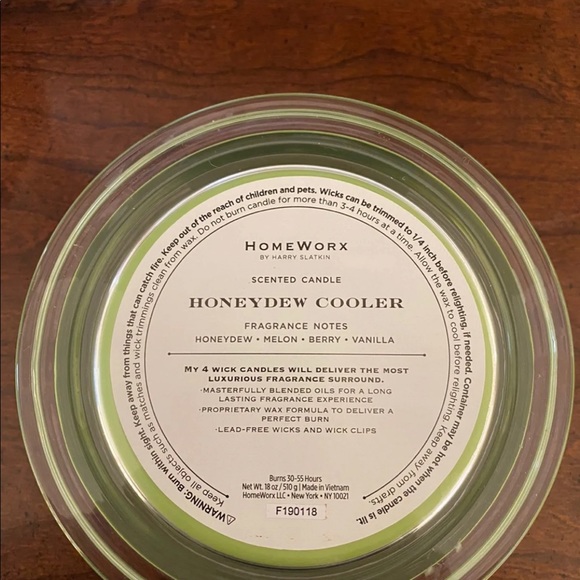 HOMEWORX
BY HARRY SLATKIN
SCENTED CANDLE
HONEYDEW COOLER
FRAGRANCE NOTES
HONEYDEW • MELON • BERRY • VANILLA
MY 4 WICK CANDLES WILL DELIVER THE MOST
LUXURIOUS FRAGRANCE SURROUND.
•MASTERFULLY BLENDED OILS FOR A LONG
LASTING FRAGRANCE EXPERIENCE
•PROPRIETARY WAX FORMULA TO DELIVER A
PERFECT BURN
•LEAD-FREE WICKS AND WICK CLIPS
Burns 30-55 Hours
Net Wt. 18 oz/ 510 g | Made in Vietnam
HomeWorx LLC • New York • NY 10021
F190118
⚠WARNING: Burn within sight. Keep away from things that can catch fire. Keep out of the reach of children and pets. Wicks can be trimmed to 1/4 inch before relighting, if needed. Container may be hot when the candle is lit.
Keep all objects such as matches and wick trimmings clean from wax. Do not burn candle for more than 3-4 hours at a time. Allow the wax to cool before relighting. Keep away from drafts.